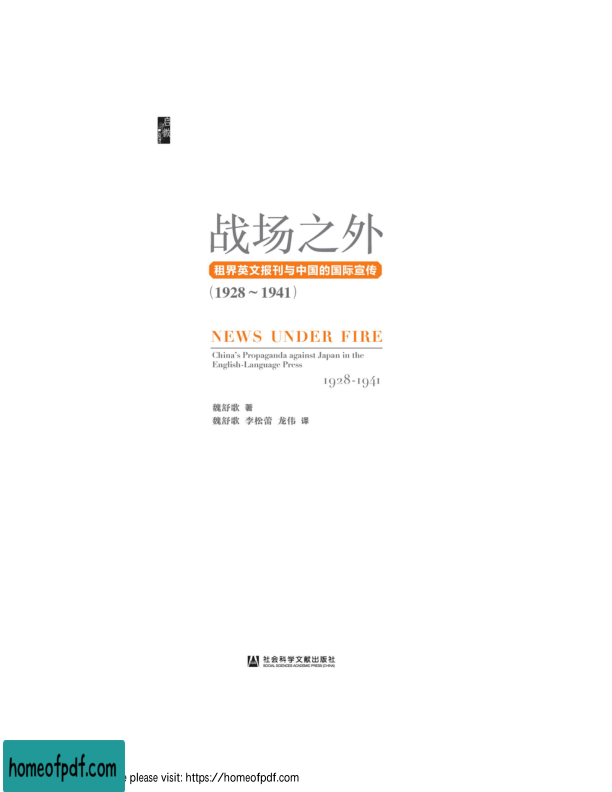 战场之外
租界英文报刊与中国的国际宣传
(1928～1941)
NEWS UNDER FIRE
China's Propaganda against Japan in the
English-Language Press
1928-1941
魏舒歌 著
魏舒歌 李松蕾 龙伟 译
社会科学文献出版社
SOCIAL SCIENCES ACADEMIC PRESS (CHINA)
homeofpdf.com
please visit: https://homeofpdf.com